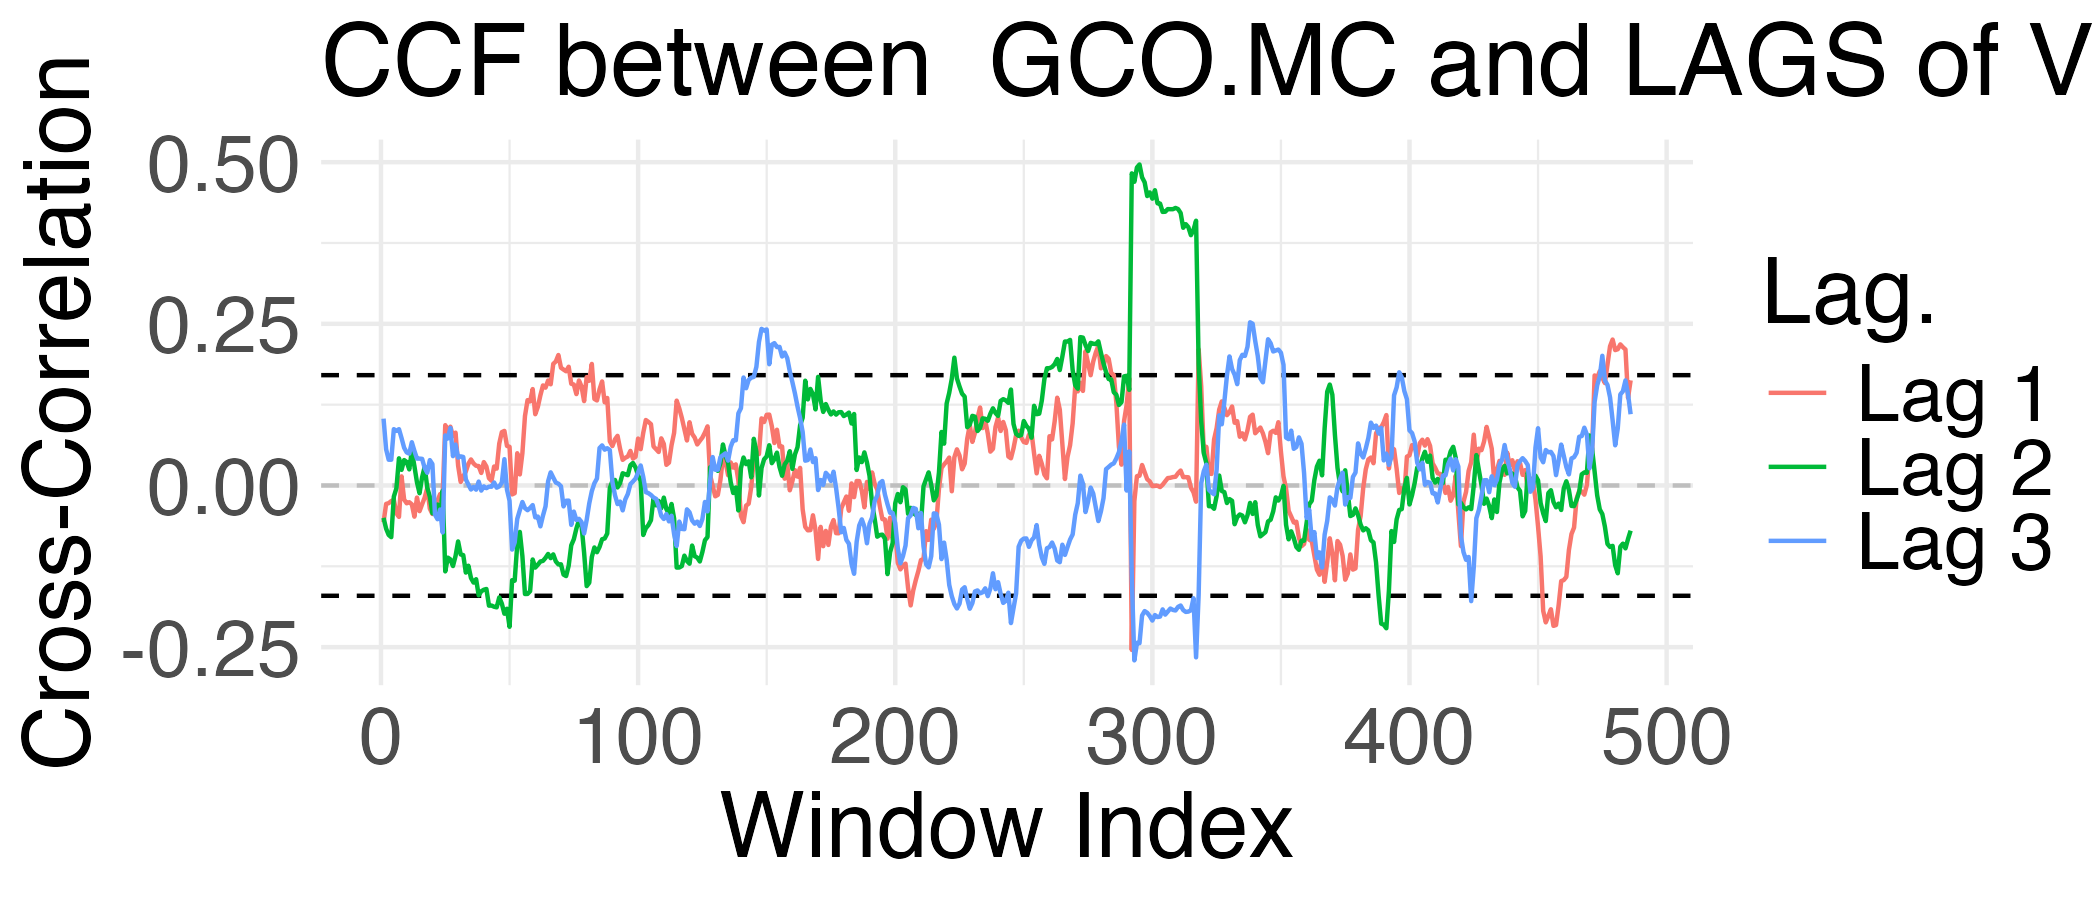 CCF between  GCO.MC and LAGS of V
Cross-Correlation
0.50
0.25
0.00
-0.25
0 100 200 300 400 500
Window Index
Lag.
Lag 1
Lag 2
Lag 3